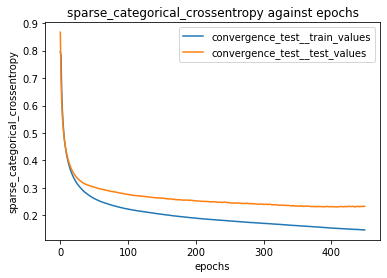 sparse_categorical_crossentropy against epochs
convergence_test__train_values
convergence_test__test_values
sparse_categorical_crossentropy
0.9
0.8
0.7
0.6
0.5
0.4
0.3
0.2
0
100
200
300
400
epochs